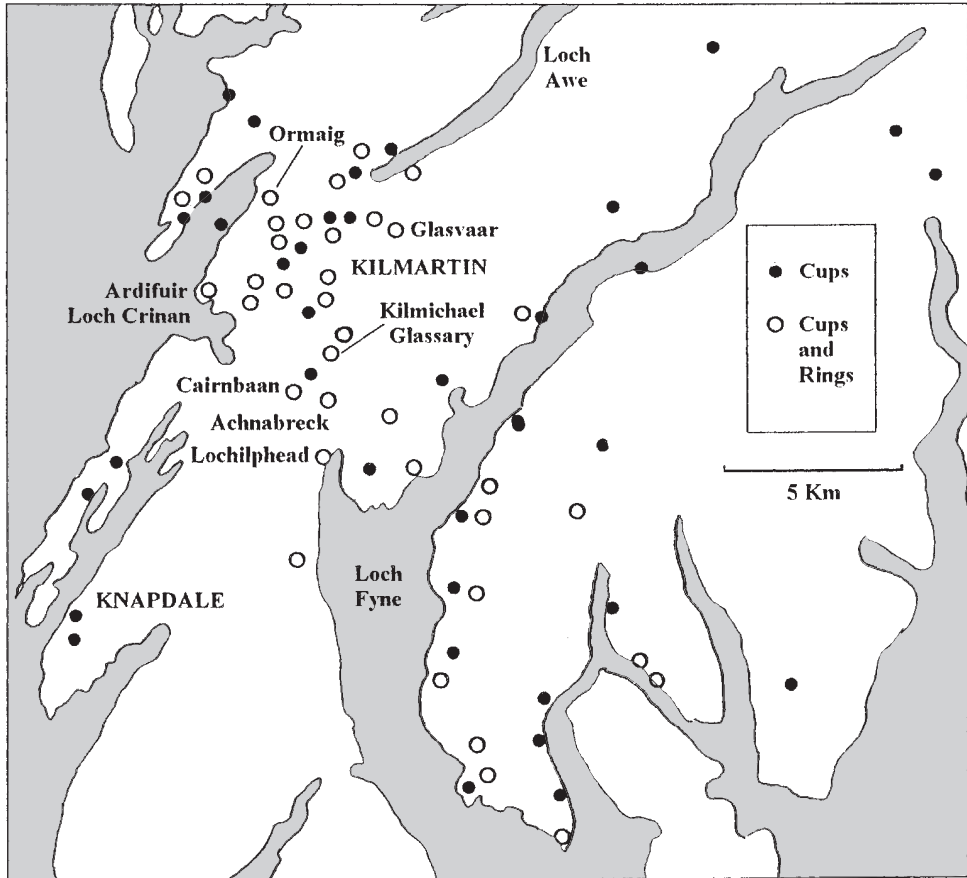 Loch
Awe
Ormaig
Glasvaar
KILMARTIN
Ardifuir
Loch Crinan
Kilmichael
Glassary
Cairnbaan
Achnabreck
Lochilphead
Loch
Fyne
KNAPDALE
Cups
Cups
and
Rings
5 Km